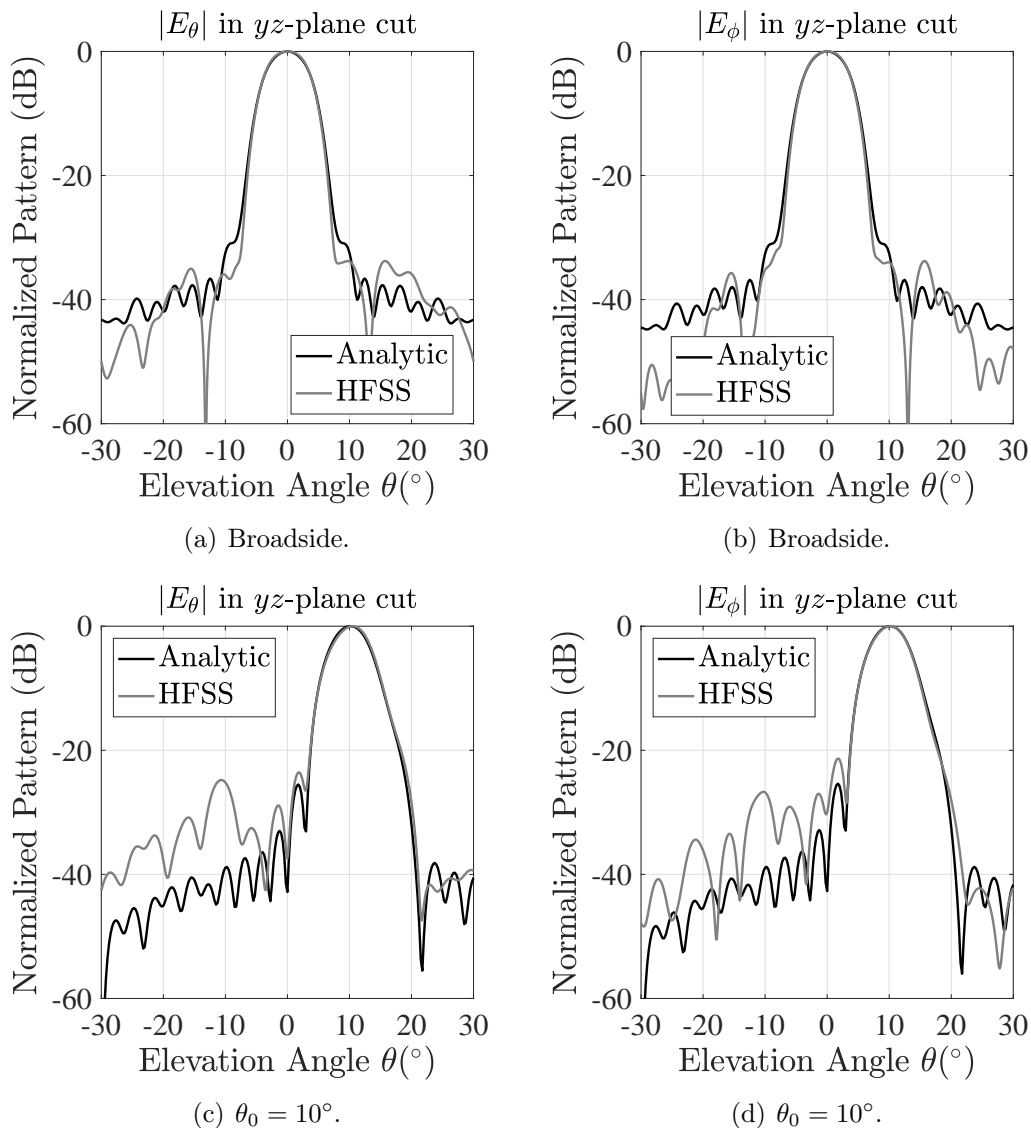 |E_θ| in yz-plane cut
Normalized Pattern (dB)
0
-20
-40
-60
Analytic
HFSS
-30 -20 -10 0 10 20 30
Elevation Angle θ(°)
(a) Broadside.
|E_ϕ| in yz-plane cut
Normalized Pattern (dB)
0
-20
-40
-60
Analytic
HFSS
-30 -20 -10 0 10 20 30
Elevation Angle θ(°)
(b) Broadside.
|E_θ| in yz-plane cut
Normalized Pattern (dB)
0
-20
-40
-60
Analytic
HFSS
-30 -20 -10 0 10 20 30
Elevation Angle θ(°)
(c) θ₀ = 10°.
|E_ϕ| in yz-plane cut
Normalized Pattern (dB)
0
-20
-40
-60
Analytic
HFSS
-30 -20 -10 0 10 20 30
Elevation Angle θ(°)
(d) θ₀ = 10°.